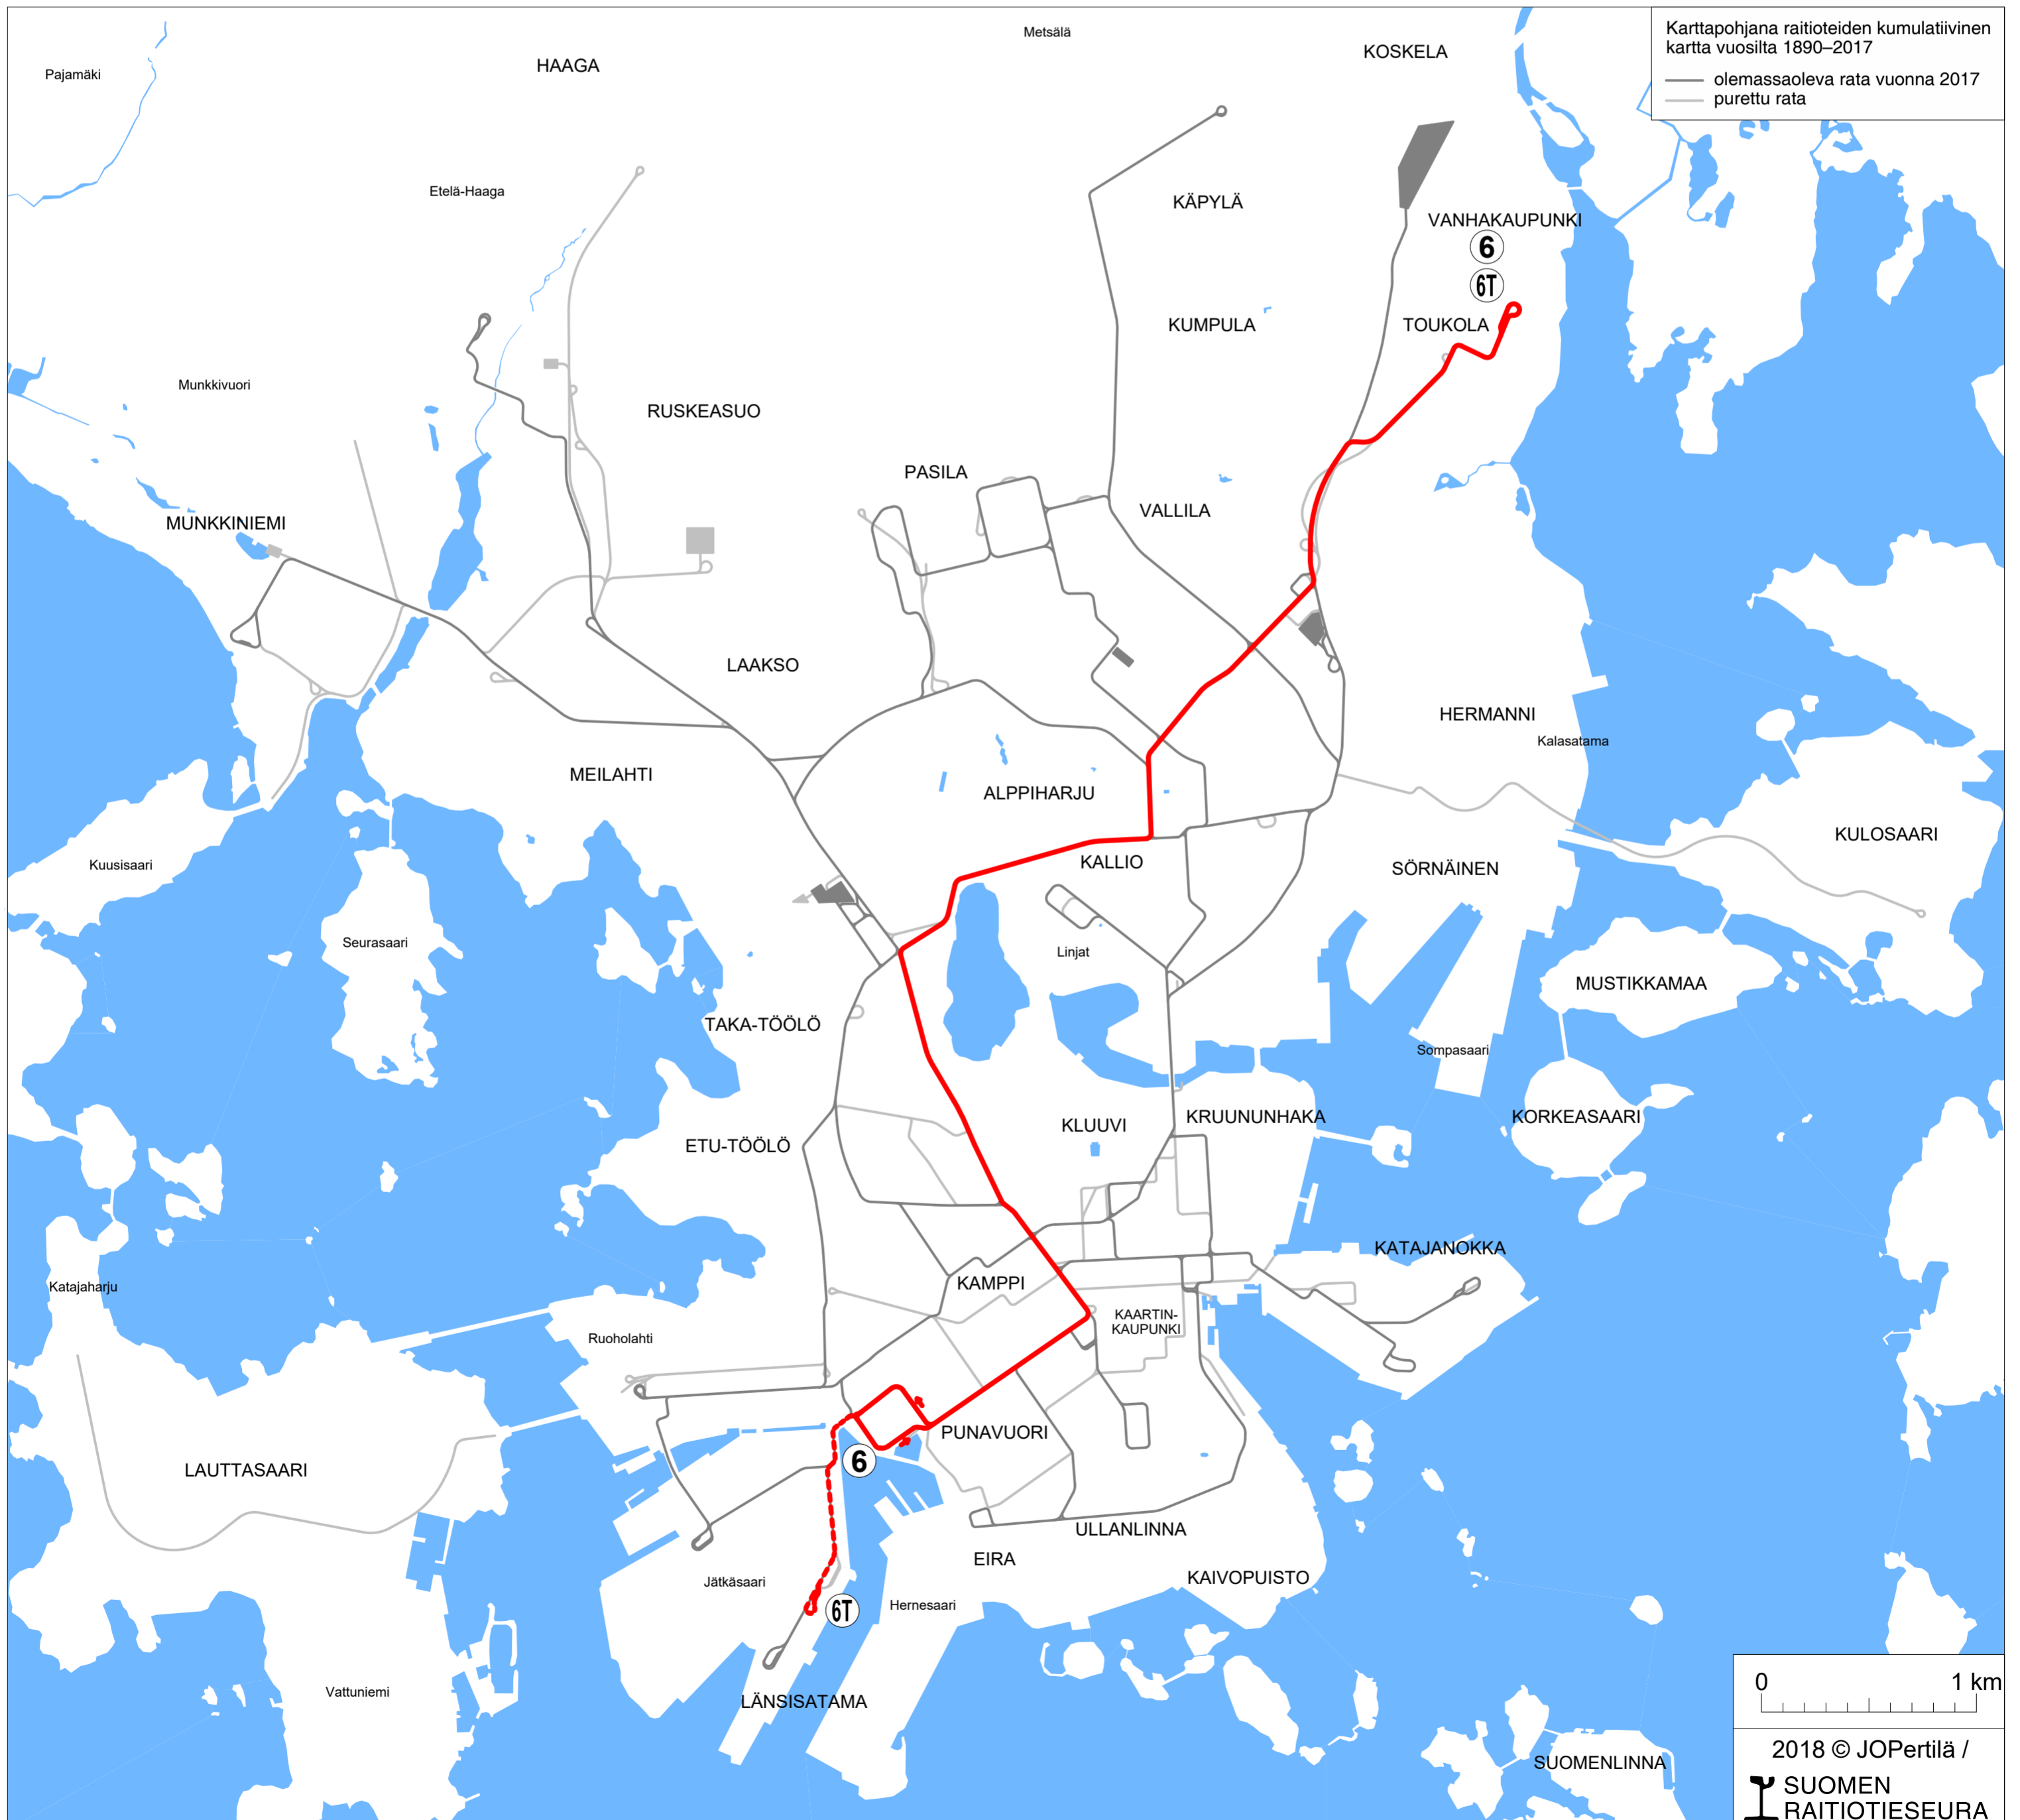 Karttapohjana raitioteiden kumulatiivinen
kartta vuosilta 1890–2017
olemassaoleva rata vuonna 2017
purettu rata
Metsälä
KOSKELA
HAAGA
Pajamäki
Etelä-Haaga
KÄPYLÄ
VANHAKAUPUNKI
6
6T
KUMPULA
TOUKOLA
Munkkivuori
RUSKEASUO
PASILA
VALLILA
MUNKKINIEMI
LAAKSO
HERMANNI
Kalasatama
MEILAHTI
ALPPIHARJU
KULOSAARI
Kuusisaari
KALLIO
SÖRNÄINEN
Seurasaari
Linjat
MUSTIKKAMAA
TAKA-TÖÖLÖ
Sompasaari
KLUUVI
KRUUNUNHAKA
KORKEASAARI
ETU-TÖÖLÖ
KATAJANOKKA
Katajaharju
KAMPPI
KAARTIN-
KAUPUNKI
Ruoholahti
PUNAVUORI
6
LAUTTASAARI
ULLANLINNA
EIRA
Jätkäsaari
KAIVOPUISTO
6T
Hernesaari
Vattuniemi
LÄNSISATAMA
SUOMENLINNA
0 1 km
2018 © JOPertilä /
SUOMEN
RAITIOTIESEURA